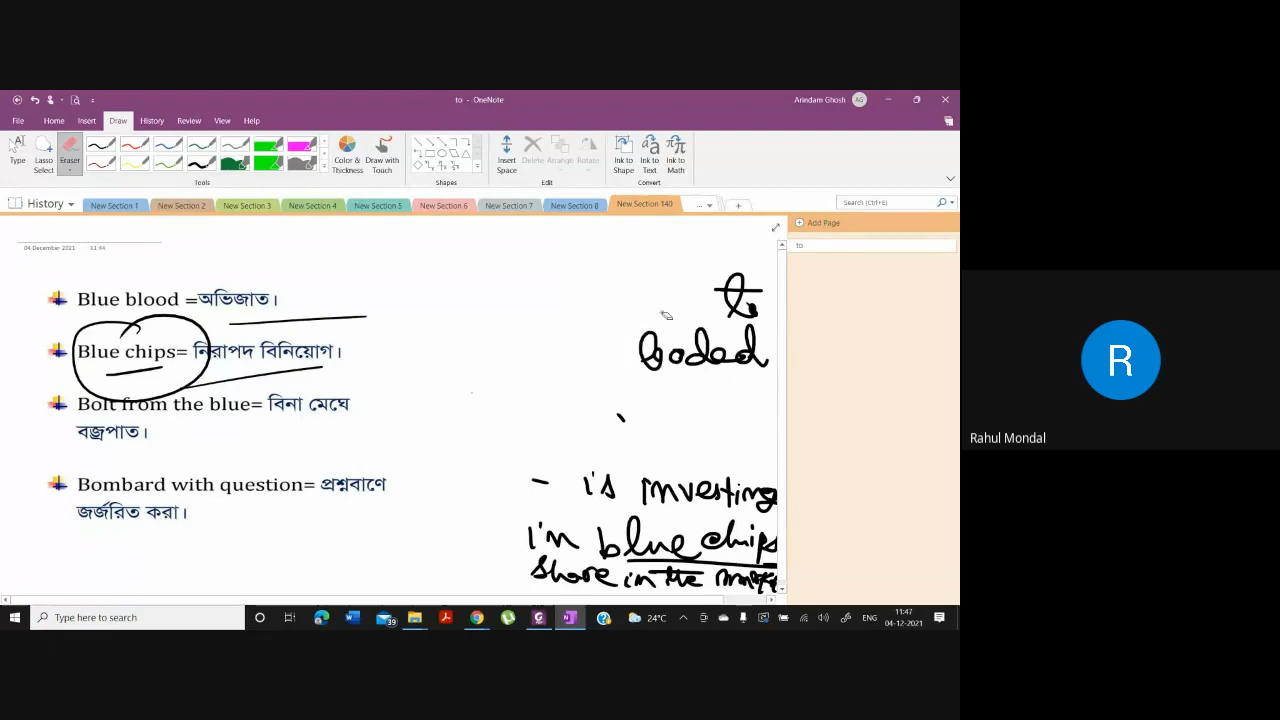 to - OneNote
Arindam Ghosh
AG
File Home Insert Draw History Review View Help
Type
Lasso Select
Eraser
Color & Thickness
Draw with Touch
Insert Space
Delete
Arrange
Rotate
Ink to Shape
Ink to Text
Ink to Math
Tools Shapes Edit Convert
History New Section 1 New Section 2 New Section 3 New Section 4 New Section 5 New Section 6 New Section 7 New Section 8 New Section 140 ... Search (Ctrl+E)
Add Page
to
04 December 2021 11:44
Blue blood =অভিজাত।
Blue chips= নিরাপদ বিনিয়োগ।
Bolt from the blue= বিনা মেঘে
বজ্রপাত।
Bombard with question= প্রশ্নবাণে
জর্জরিত করা।
- is investing
in blue chips
share in the
Type here to search
39
24°C
ENG
11:47
04-12-2021
R
Rahul Mondal